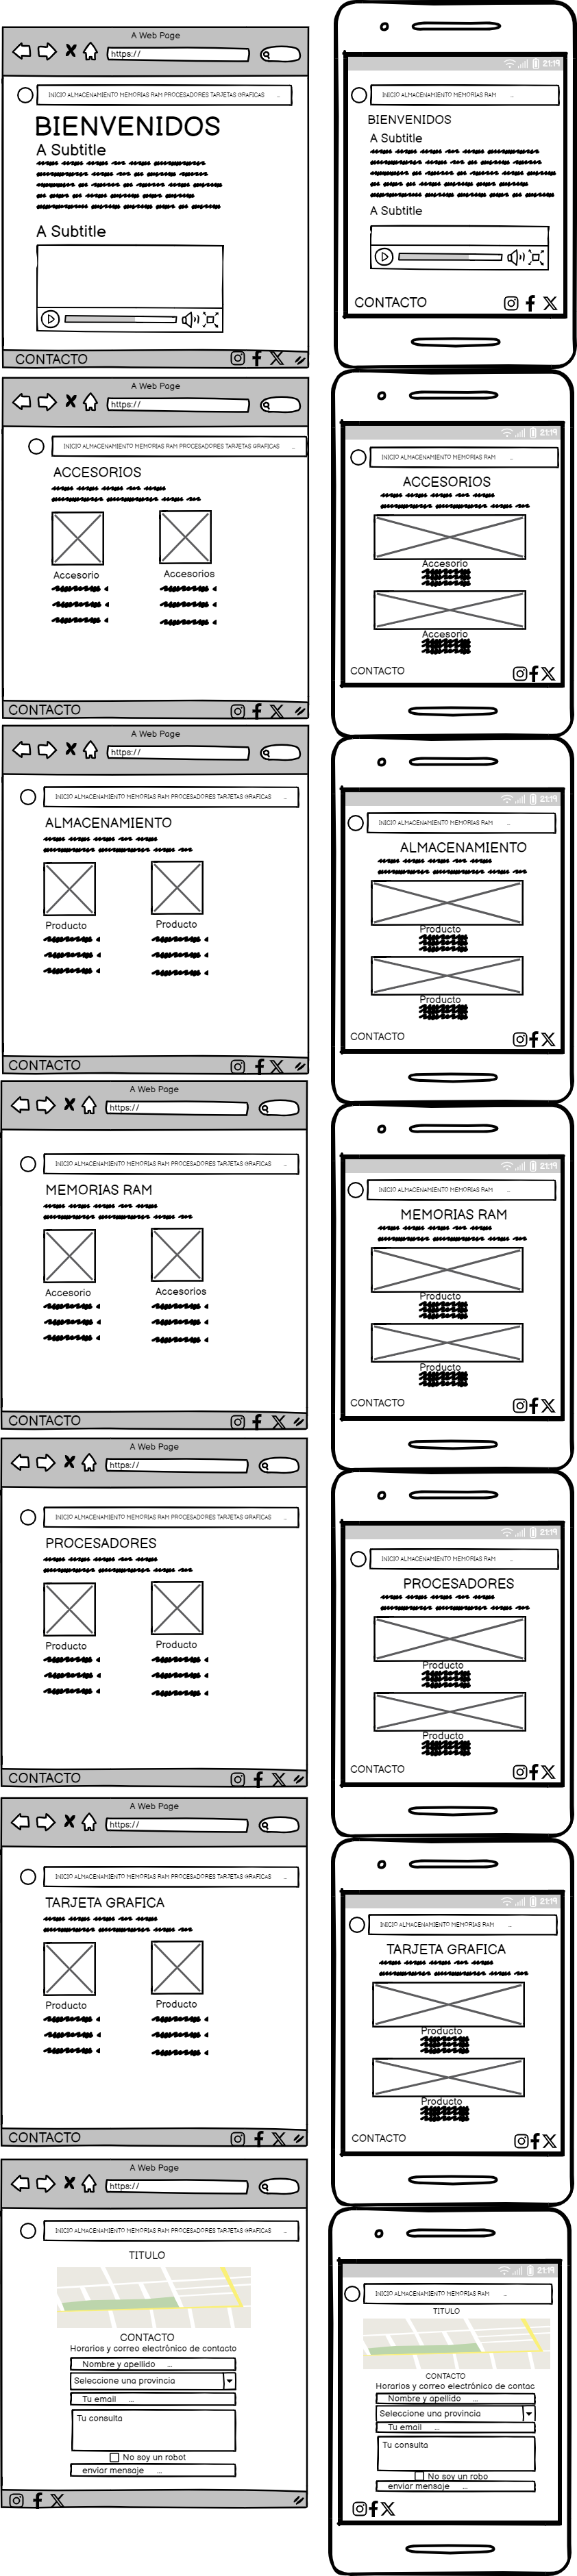 A Web Page
https://
INICIO ALMACENAMIENTO MEMORIAS RAM PROCESADORES TARJETAS GRAFICAS ...
BIENVENIDOS
A Subtitle
A Subtitle
CONTACTO
21:19
INICIO ALMACENAMIENTO MEMORIAS RAM ...
BIENVENIDOS
A Subtitle
A Subtitle
CONTACTO
A Web Page
https://
INICIO ALMACENAMIENTO MEMORIAS RAM PROCESADORES TARJETAS GRAFICAS ...
ACCESORIOS
Accesorio Accesorios
CONTACTO
21:19
INICIO ALMACENAMIENTO MEMORIAS RAM ...
ACCESORIOS
Accesorio
Accesorio
CONTACTO
A Web Page
https://
INICIO ALMACENAMIENTO MEMORIAS RAM PROCESADORES TARJETAS GRAFICAS ...
ALMACENAMIENTO
Producto Producto
CONTACTO
21:19
INICIO ALMACENAMIENTO MEMORIAS RAM ...
ALMACENAMIENTO
Producto
Producto
CONTACTO
A Web Page
https://
INICIO ALMACENAMIENTO MEMORIAS RAM PROCESADORES TARJETAS GRAFICAS ...
MEMORIAS RAM
Accesorio Accesorios
CONTACTO
21:19
INICIO ALMACENAMIENTO MEMORIAS RAM ...
MEMORIAS RAM
Producto
Producto
CONTACTO
A Web Page
https://
INICIO ALMACENAMIENTO MEMORIAS RAM PROCESADORES TARJETAS GRAFICAS ...
PROCESADORES
Producto Producto
CONTACTO
21:19
INICIO ALMACENAMIENTO MEMORIAS RAM ...
PROCESADORES
Producto
Producto
CONTACTO
A Web Page
https://
INICIO ALMACENAMIENTO MEMORIAS RAM PROCESADORES TARJETAS GRAFICAS ...
TARJETA GRAFICA
Producto Producto
CONTACTO
21:19
INICIO ALMACENAMIENTO MEMORIAS RAM ...
TARJETA GRAFICA
Producto
Producto
CONTACTO
A Web Page
https://
INICIO ALMACENAMIENTO MEMORIAS RAM PROCESADORES TARJETAS GRAFICAS ...
TITULO
CONTACTO
Horarios y correo electrónico de contacto
Nombre y apellido ...
Seleccione una provincia
Tu email ...
Tu consulta
No soy un robot
enviar mensaje ...
21:19
INICIO ALMACENAMIENTO MEMORIAS RAM ...
TITULO
CONTACTO
Horarios y correo electrónico de contac
Nombre y apellido ...
Seleccione una provincia
Tu email ...
Tu consulta
No soy un robo
enviar mensaje ...